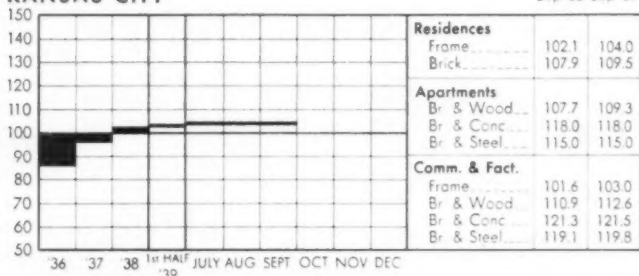 KANSAS CITY
150
140
130
120
110
100
90
80
70
60
50
'36 '37 38 1st HALF '39 JULY AUG SEPT OCT NOV DEC
Residences
Frame 102.1 104.0
Brick 107.9 109.5
Apartments
Br. & Wood 107.7 109.3
Br. & Conc. 118.0 118.0
Br. & Steel 115.0 115.0
Comm. & Fact.
Frame 101.6 103.0
Br. & Wood 110.9 112.6
Br. & Conc. 121.3 121.5
Br. & Steel 119.1 119.8